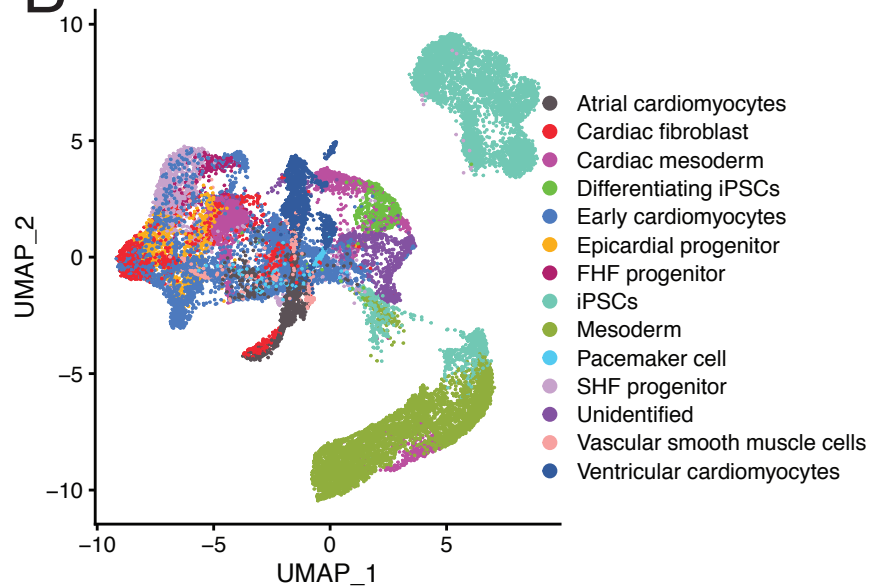 10
5
0
−5
−10
−10
−5
0
5
UMAP_2
UMAP_1
Atrial cardiomyocytes
Cardiac fibroblast
Cardiac mesoderm
Differentiating iPSCs
Early cardiomyocytes
Epicardial progenitor
FHF progenitor
iPSCs
Mesoderm
Pacemaker cell
SHF progenitor
Unidentified
Vascular smooth muscle cells
Ventricular cardiomyocytes